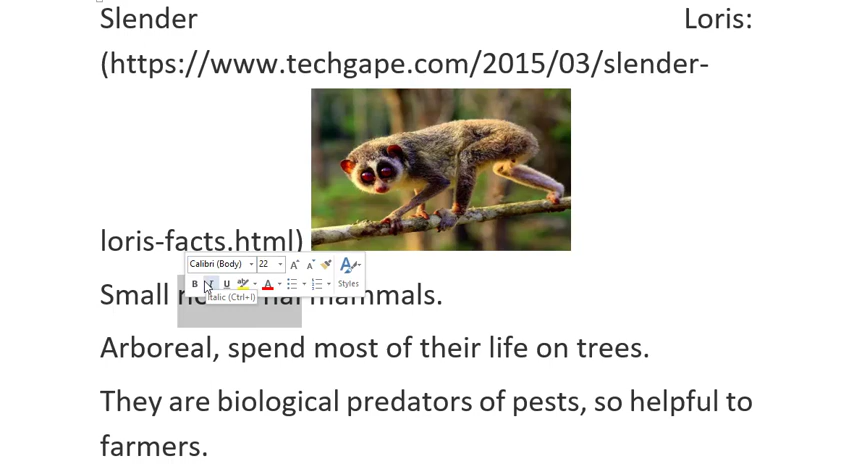 Slender Loris:
(https://www.techgape.com/2015/03/slender-
loris-facts.html)
Calibri (Body) 22 A A A
B I U aby A Styles
Italic (Ctrl+I)
Small mammals.
Arboreal, spend most of their life on trees.
They are biological predators of pests, so helpful to
farmers.